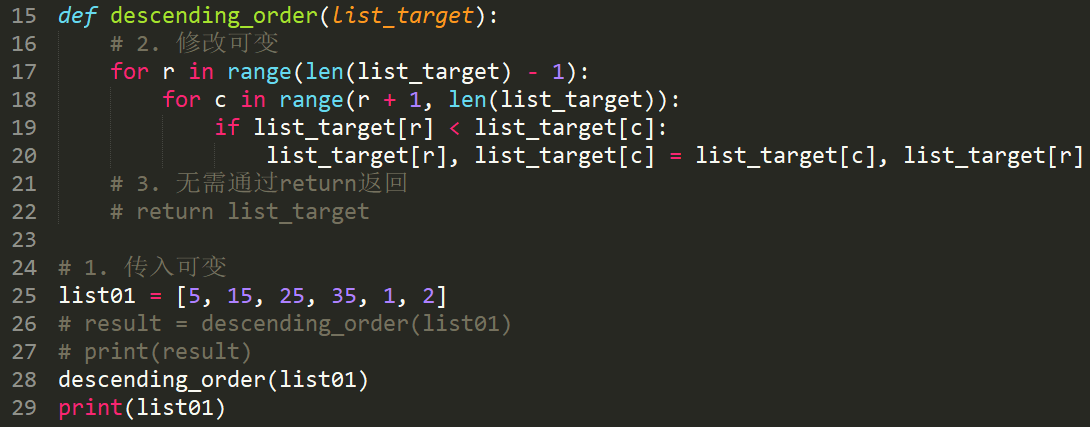 15 def descending_order(list_target):
16     # 2. 修改可变
17     for r in range(len(list_target) - 1):
18         for c in range(r + 1, len(list_target)):
19             if list_target[r] < list_target[c]:
20                 list_target[r], list_target[c] = list_target[c], list_target[r]
21     # 3. 无需通过return返回
22     # return list_target
23
24 # 1. 传入可变
25 list01 = [5, 15, 25, 35, 1, 2]
26 # result = descending_order(list01)
27 # print(result)
28 descending_order(list01)
29 print(list01)